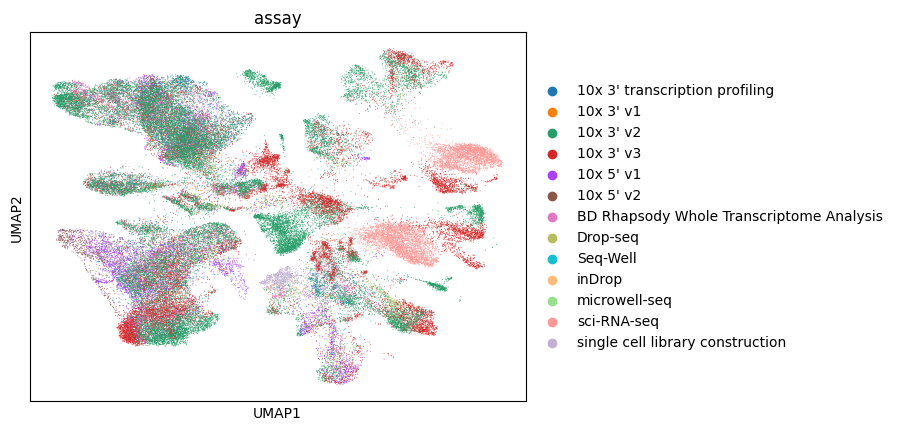 assay
UMAP2
UMAP1
10x 3' transcription profiling
10x 3' v1
10x 3' v2
10x 3' v3
10x 5' v1
10x 5' v2
BD Rhapsody Whole Transcriptome Analysis
Drop-seq
Seq-Well
inDrop
microwell-seq
sci-RNA-seq
single cell library construction